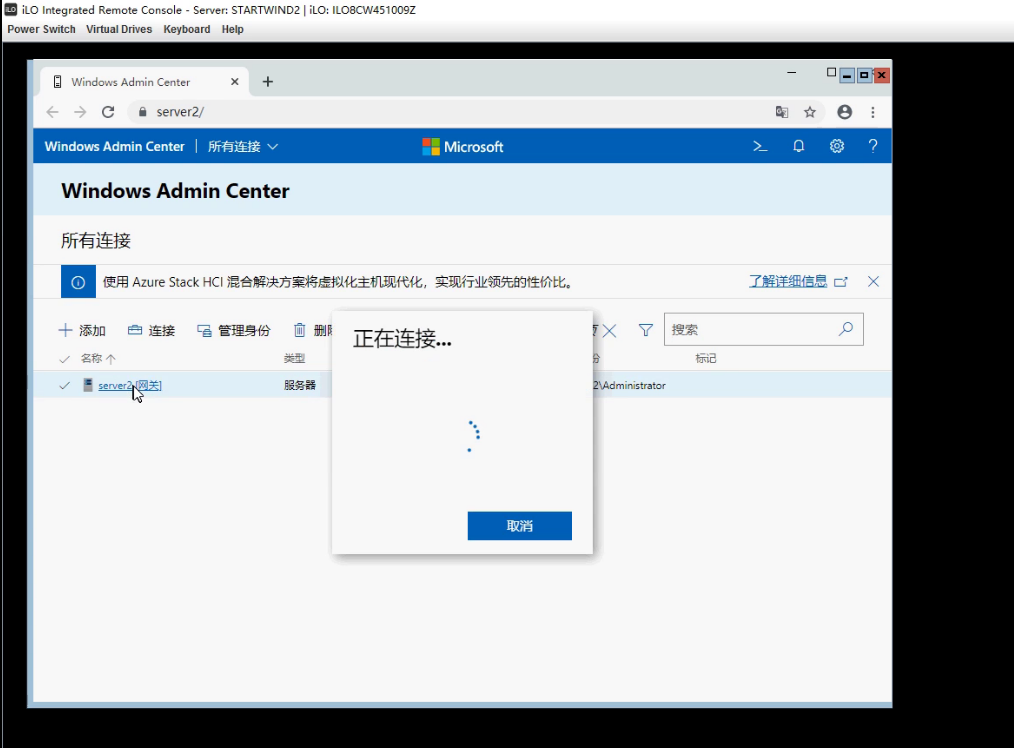 iLO Integrated Remote Console - Server: STARTWIND2 | iLO: ILO8CW451009Z
Power Switch Virtual Drives Keyboard Help
Windows Admin Center
server2/
Windows Admin Center | 所有连接 Microsoft
Windows Admin Center
所有连接
使用 Azure Stack HCI 混合解决方案将虚拟化主机现代化，实现行业领先的性价比。 了解详细信息
添加 连接 管理身份 搜索
正在连接...
名称 类型 标记
server2 [网关] 服务器 2\Administrator
取消